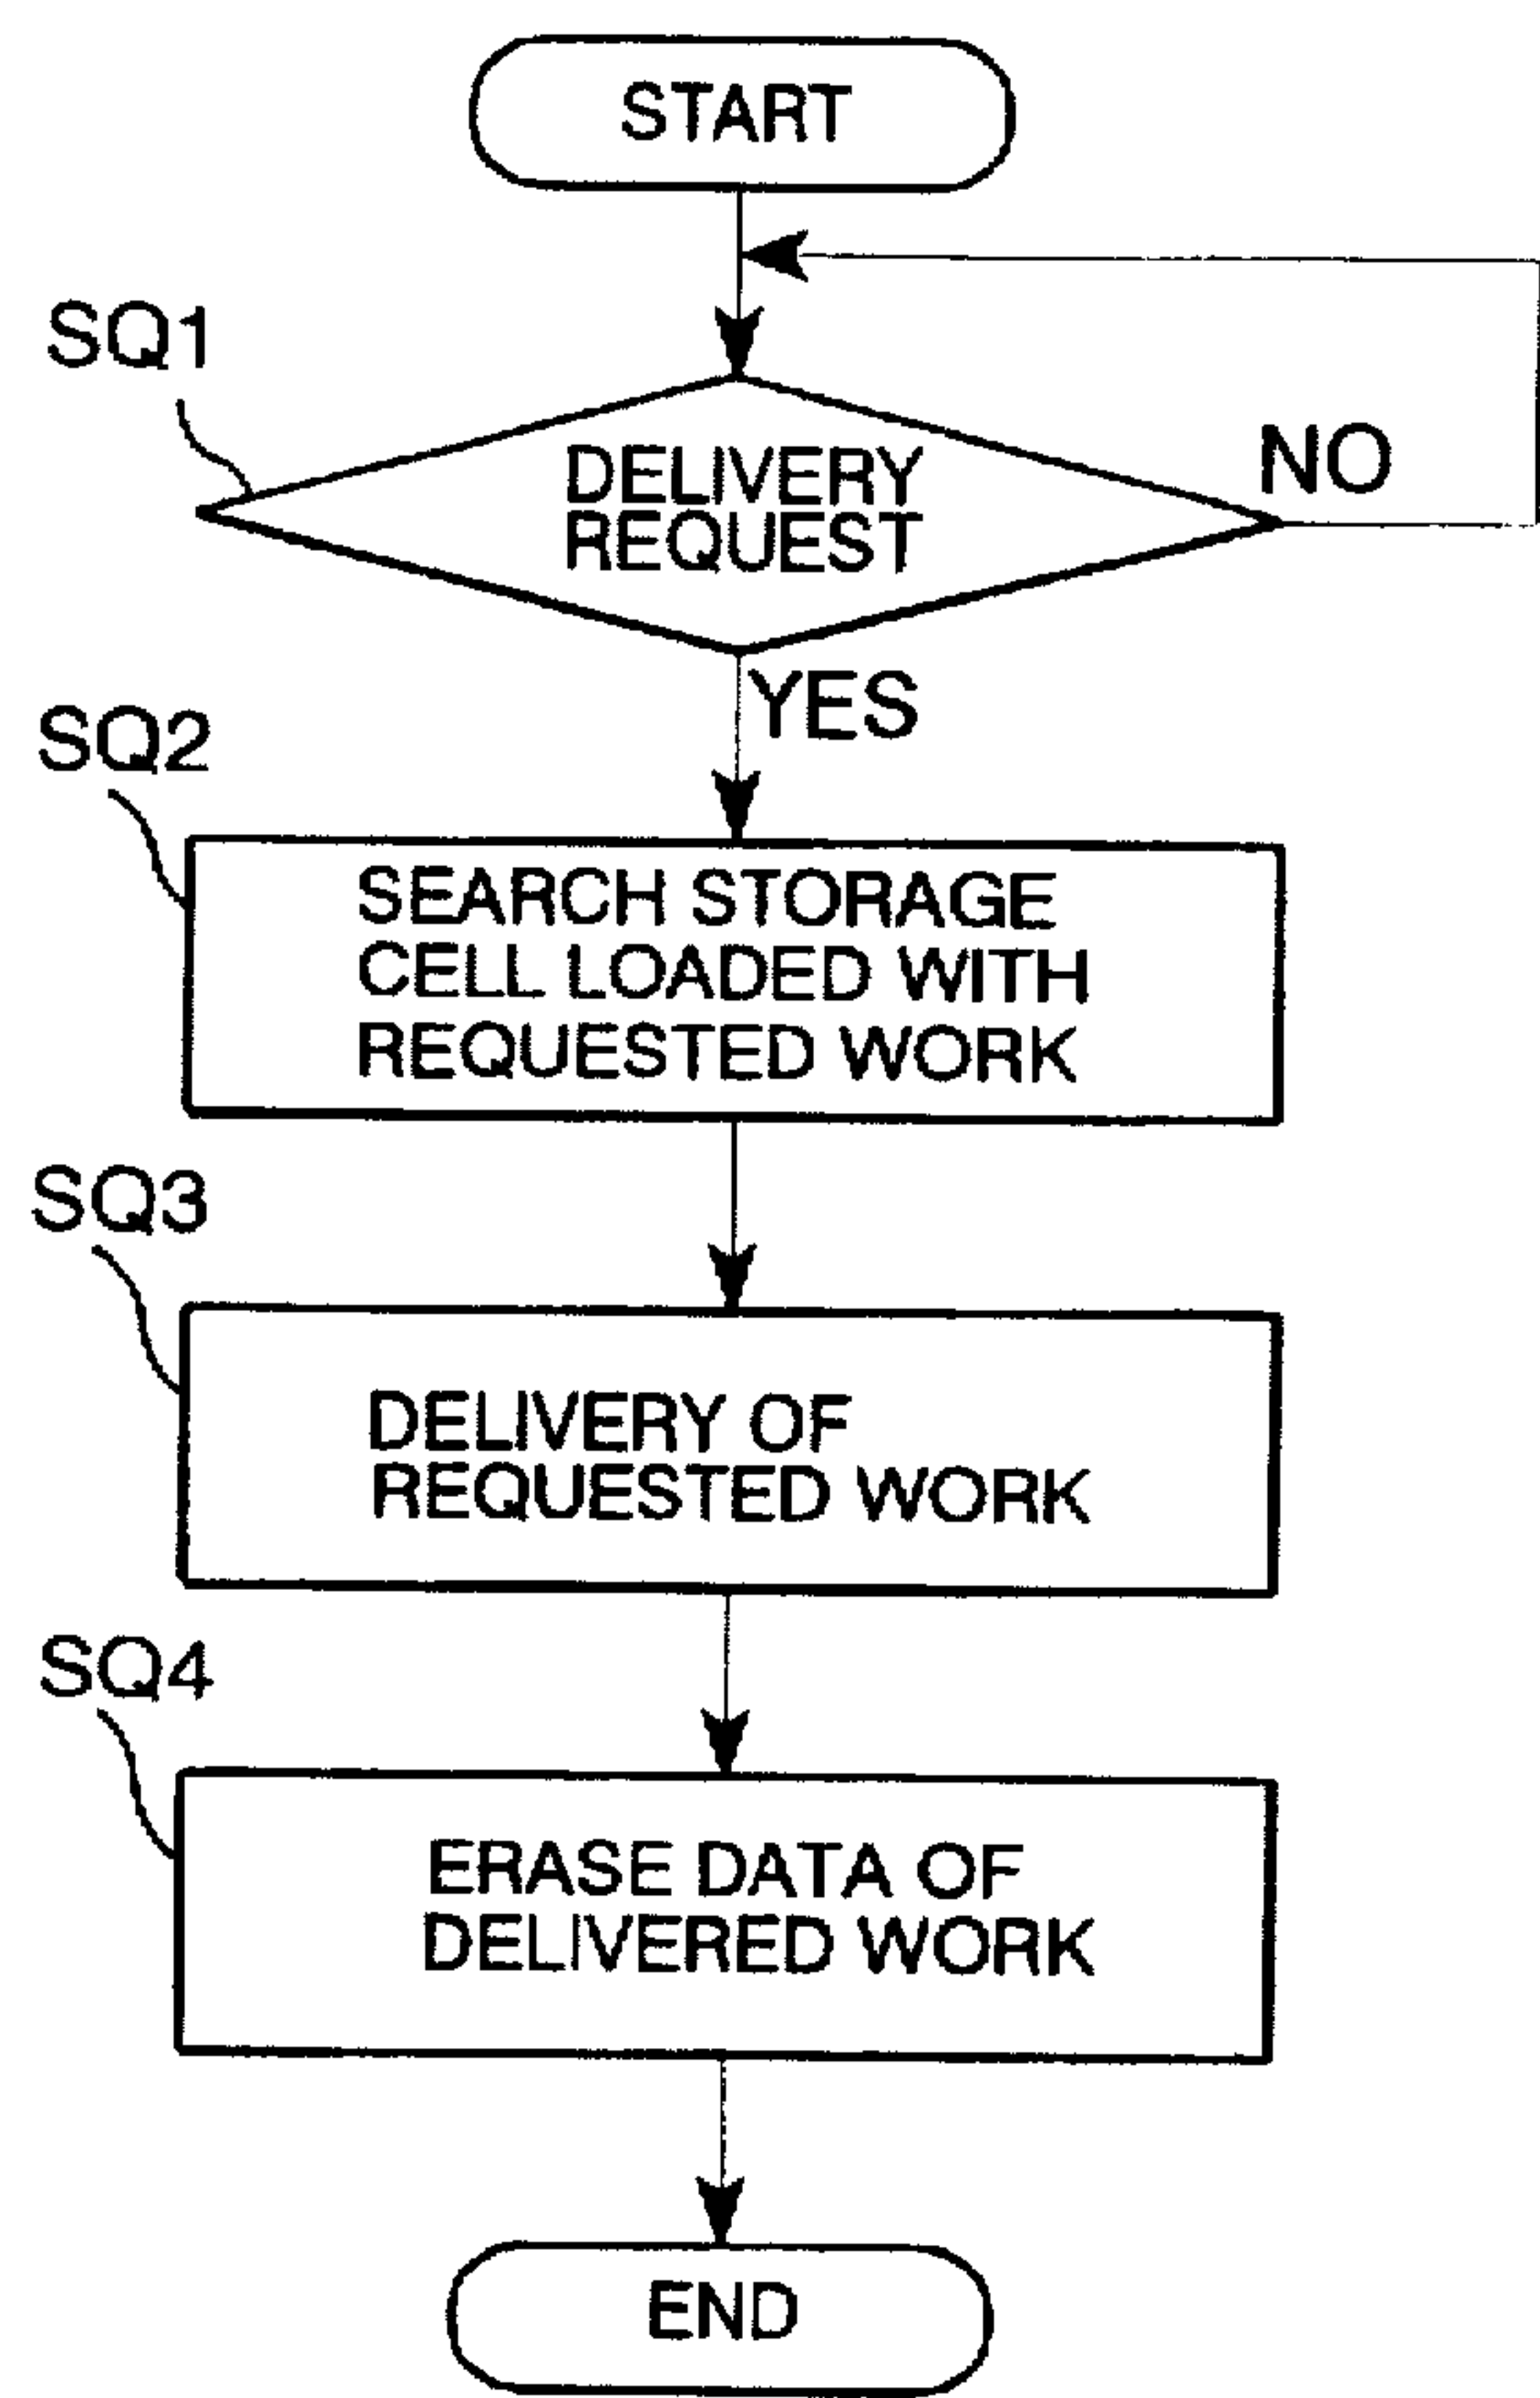 START
SQ1
DELIVERY
REQUEST
NO
YES
SQ2
SEARCH STORAGE
CELL LOADED WITH
REQUESTED WORK
SQ3
DELIVERY OF
REQUESTED WORK
SQ4
ERASE DATA OF
DELIVERED WORK
END